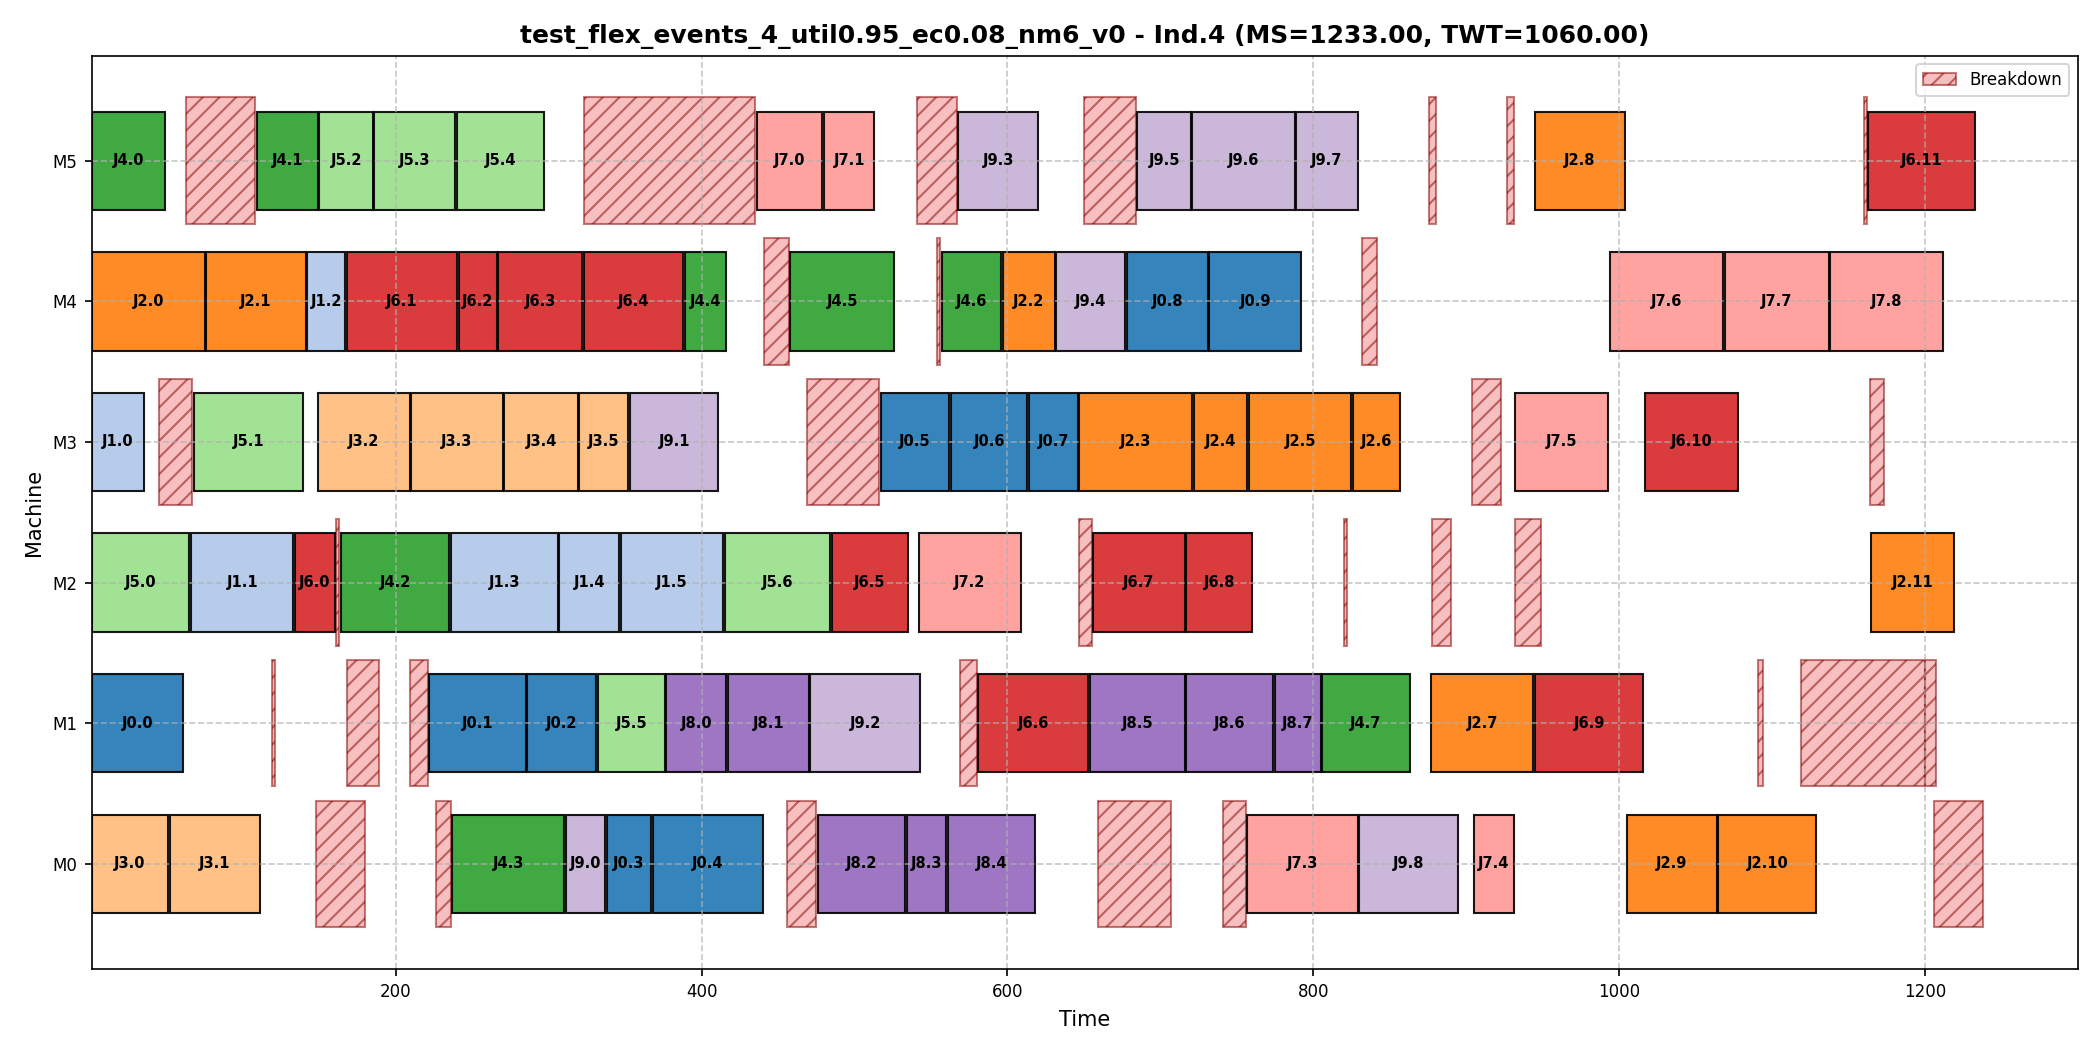 test_flex_events_4_util0.95_ec0.08_nm6_v0 - Ind.4 (MS=1233.00, TWT=1060.00)
Breakdown
M5
J4.0 J4.1 J5.2 J5.3 J5.4 J7.0 J7.1 J9.3 J9.5 J9.6 J9.7 J2.8 J6.11
M4
J2.0 J2.1 J1.2 J6.1 J6.2 J6.3 J6.4 J4.4 J4.5 J4.6 J2.2 J9.4 J0.8 J0.9 J7.6 J7.7 J7.8
M3
J1.0 J5.1 J3.2 J3.3 J3.4 J3.5 J9.1 J0.5 J0.6 J0.7 J2.3 J2.4 J2.5 J2.6 J7.5 J6.10
M2
J5.0 J1.1 J6.0 J4.2 J1.3 J1.4 J1.5 J5.6 J6.5 J7.2 J6.7 J6.8 J2.11
M1
J0.0 J0.1 J0.2 J5.5 J8.0 J8.1 J9.2 J6.6 J8.5 J8.6 J8.7 J4.7 J2.7 J6.9
M0
J3.0 J3.1 J4.3 J9.0 J0.3 J0.4 J8.2 J8.3 J8.4 J7.3 J9.8 J7.4 J2.9 J2.10
Machine
200 400 600 800 1000 1200
Time